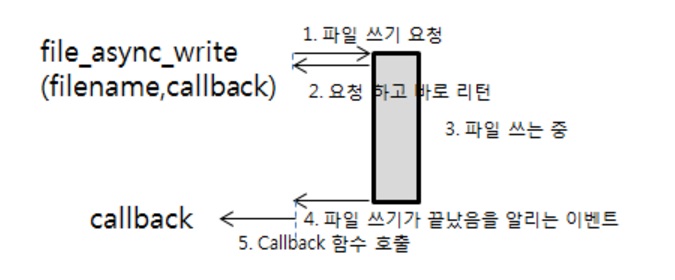 1. 파일 쓰기 요청
file_async_write
(filename,callback)
2. 요청 하고 바로 리턴
3. 파일 쓰는 중
callback
4. 파일 쓰기가 끝났음을 알리는 이벤트
5. Callback 함수 호출